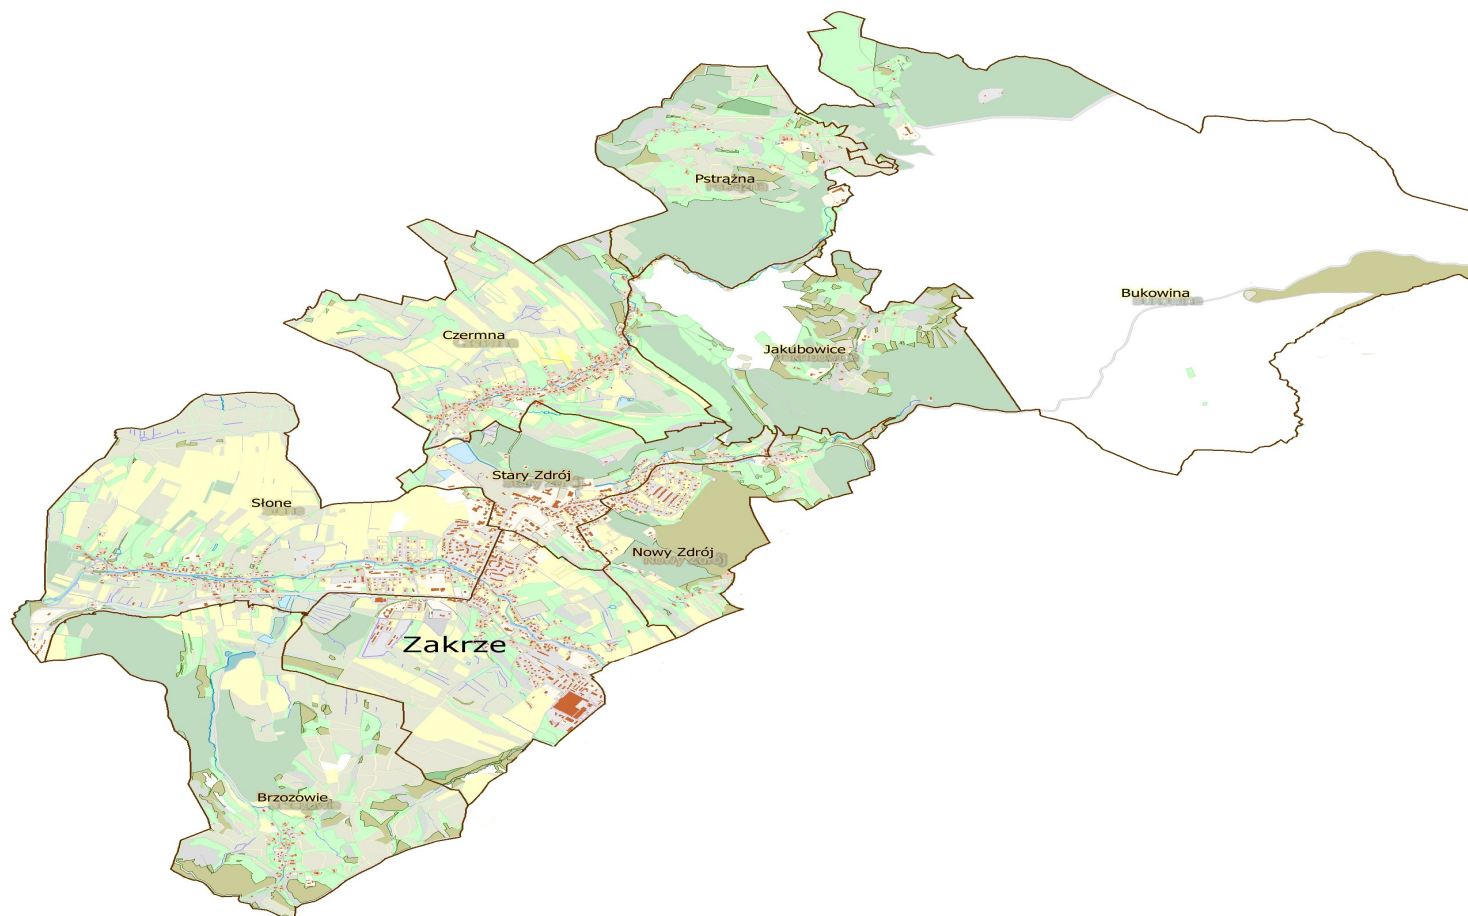 Pstrążna
Bukowina
Czermna
Jakubowice
Stary Zdrój
Słone
Nowy Zdrój
Zakrze
Brzozowie